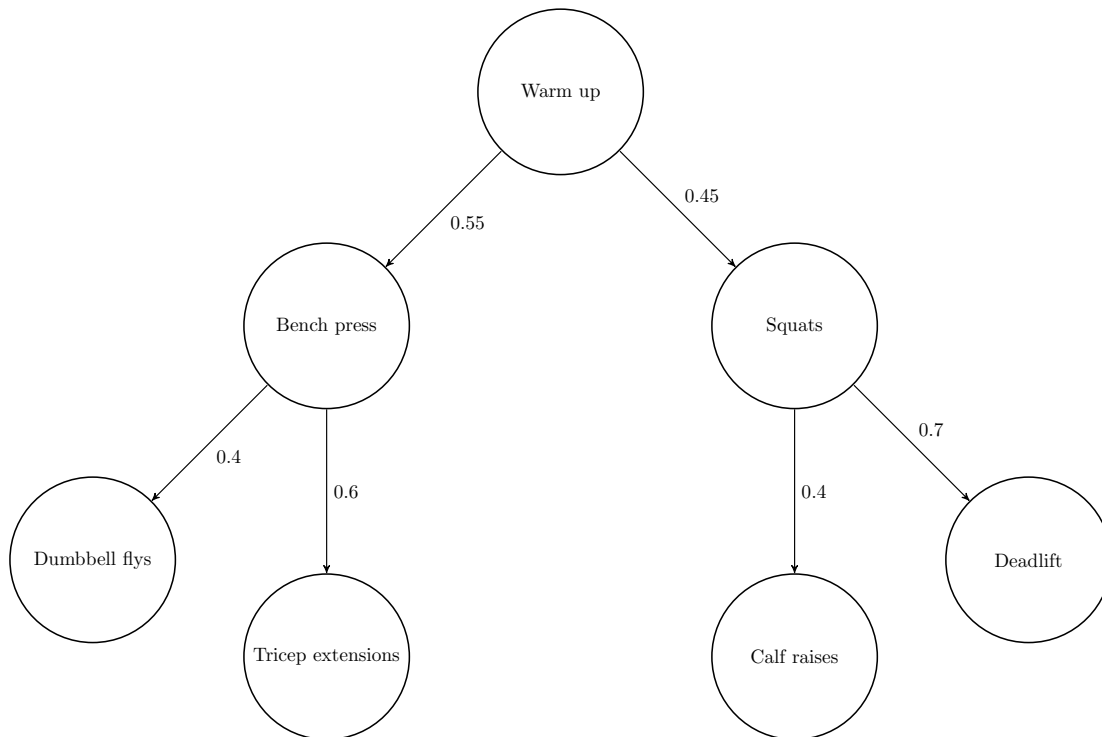 Warm up
0.45
0.55
Bench press
Squats
0.7
0.4
0.6
0.4
Dumbbell flys
Deadlift
Tricep extensions
Calf raises